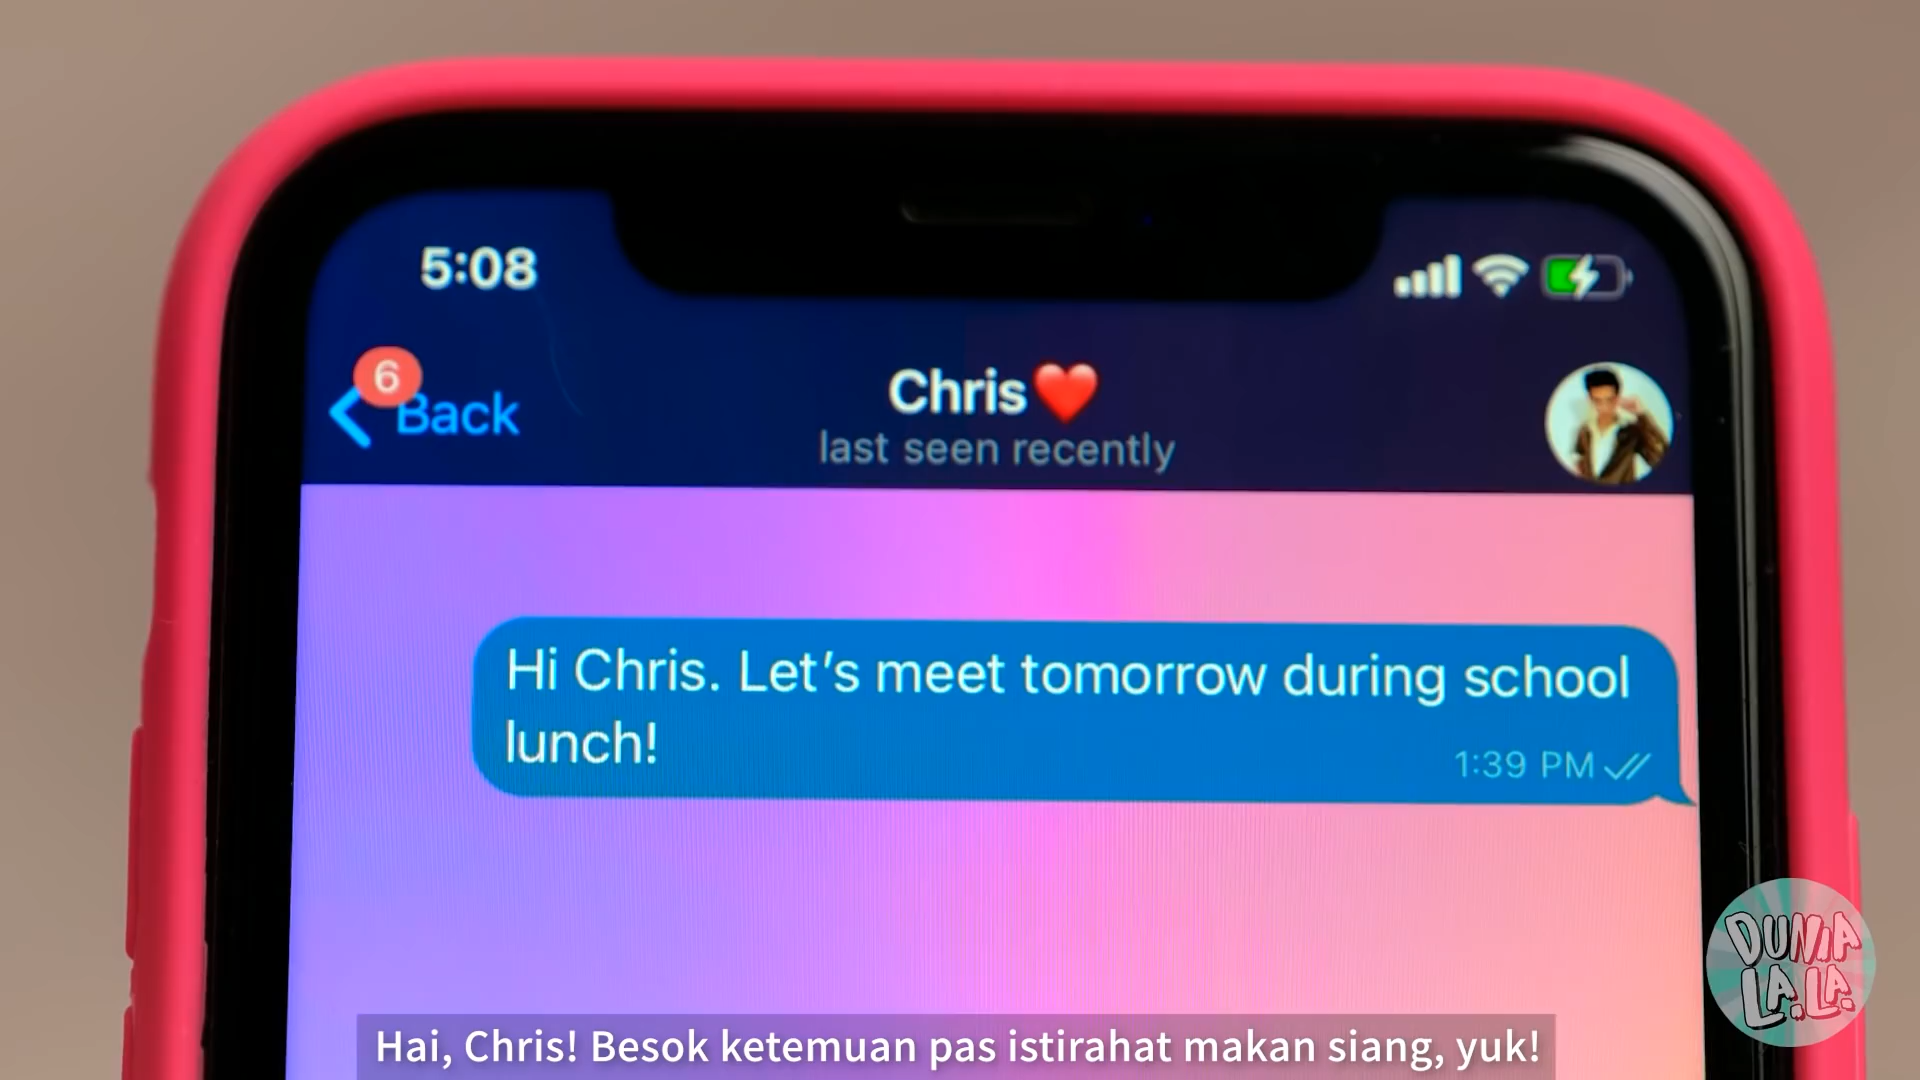 5:08
6
Back
Chris❤️
last seen recently
Hi Chris. Let's meet tomorrow during school
lunch!
1:39 PM
DUNIA
LA.LA.
Hai, Chris! Besok ketemuan pas istirahat makan siang, yuk!